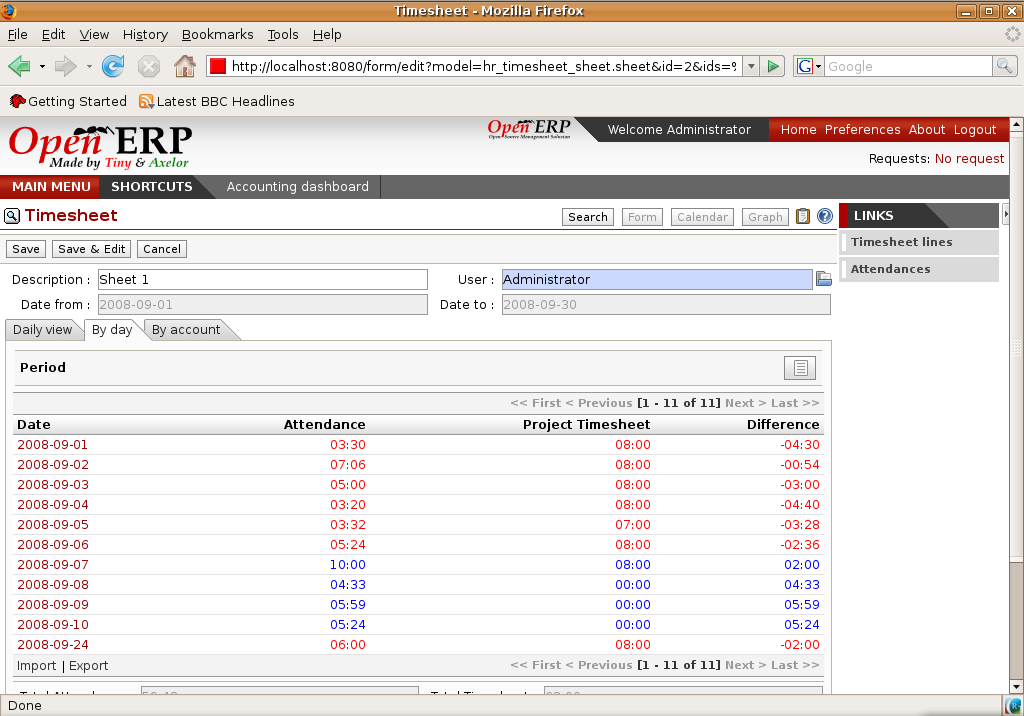 Timesheet - Mozilla Firefox
File Edit View History Bookmarks Tools Help
http://localhost:8080/form/edit?model=hr_timesheet_sheet.sheet&id=2&ids=%
G Google
Getting Started Latest BBC Headlines
Open ERP
Made by Tiny & Axelor
Open ERP
Open Source Management Solution
Welcome Administrator Home Preferences About Logout
Requests: No request
MAIN MENU SHORTCUTS Accounting dashboard
Timesheet Search Form Calendar Graph ?
LINKS
Timesheet lines
Attendances
Save Save & Edit Cancel
Description : Sheet 1 User : Administrator
Date from : 2008-09-01 Date to : 2008-09-30
Daily view By day By account
Period
<< First < Previous [1 - 11 of 11] Next > Last >>
Date Attendance Project Timesheet Difference
2008-09-01 03:30 08:00 -04:30
2008-09-02 07:06 08:00 -00:54
2008-09-03 05:00 08:00 -03:00
2008-09-04 03:20 08:00 -04:40
2008-09-05 03:32 07:00 -03:28
2008-09-06 05:24 08:00 -02:36
2008-09-07 10:00 08:00 02:00
2008-09-08 04:33 00:00 04:33
2008-09-09 05:59 00:00 05:59
2008-09-10 05:24 00:00 05:24
2008-09-24 06:00 08:00 -02:00
Import | Export << First < Previous [1 - 11 of 11] Next > Last >>
Done